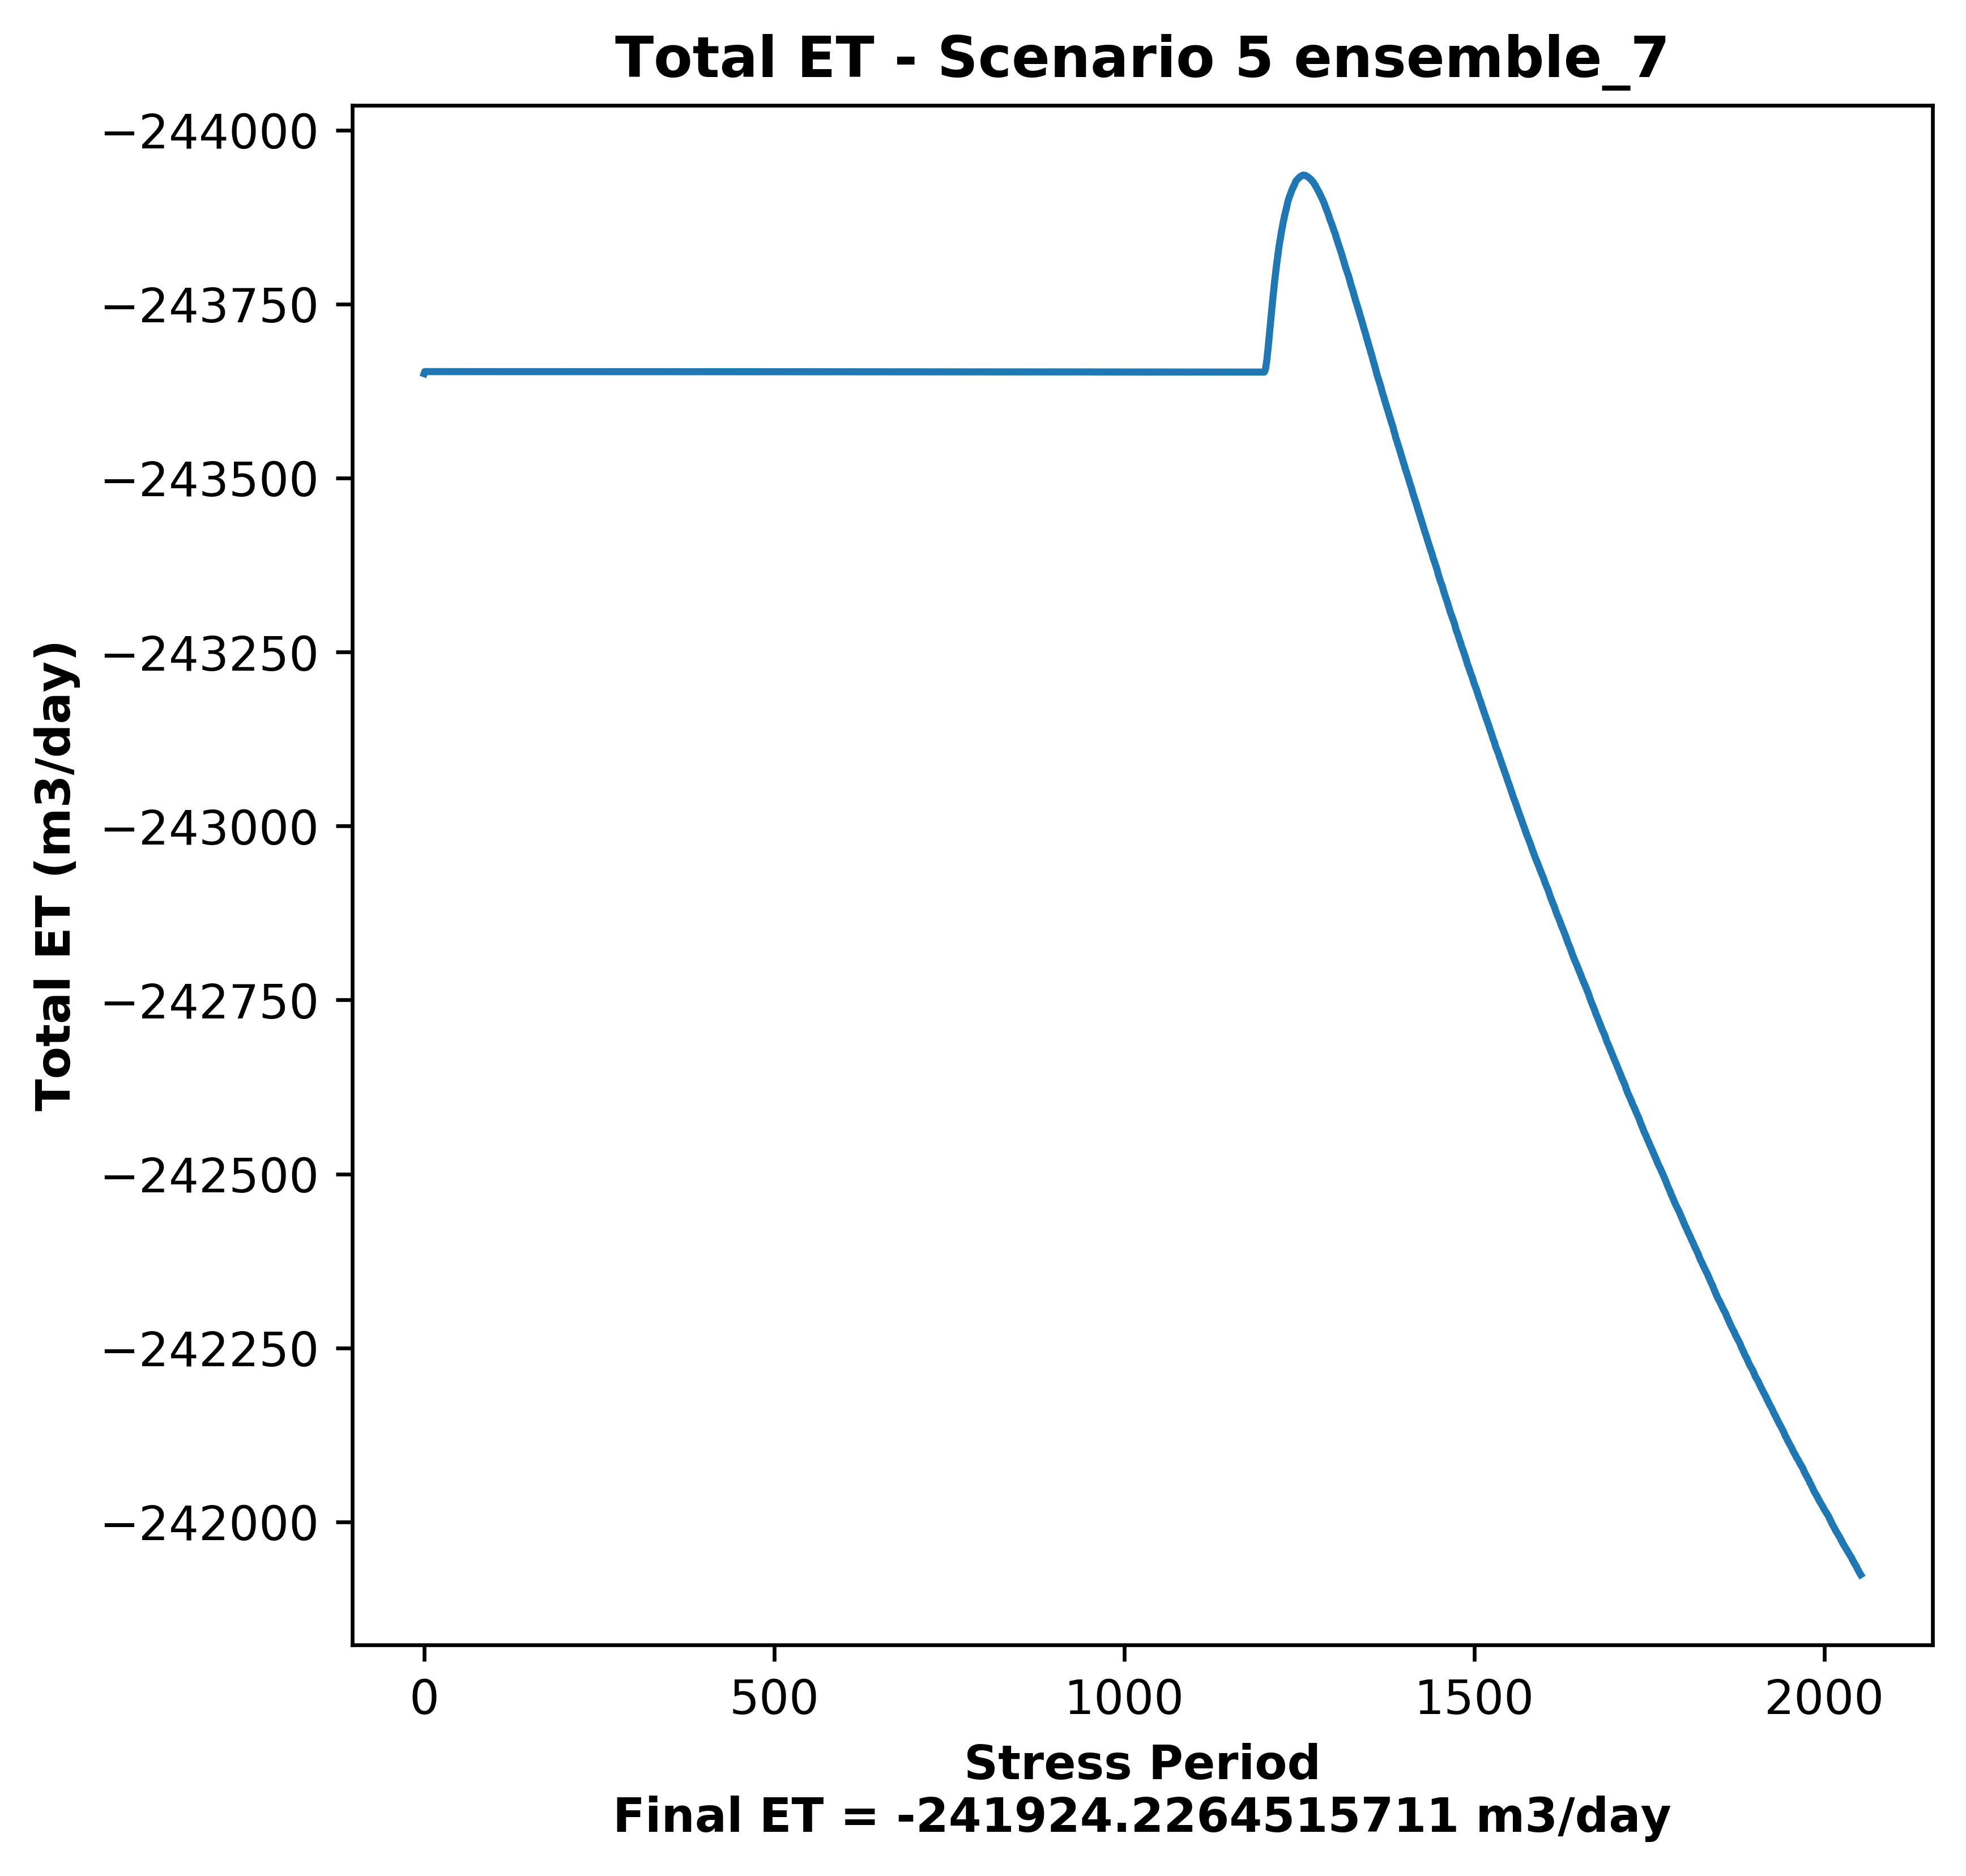 Total ET - Scenario 5 ensemble_7
−244000
−243750
−243500
−243250
−243000
−242750
−242500
−242250
−242000
Total ET (m3/day)
0 500 1000 1500 2000
Stress Period
Final ET = -241924.2264515711 m3/day